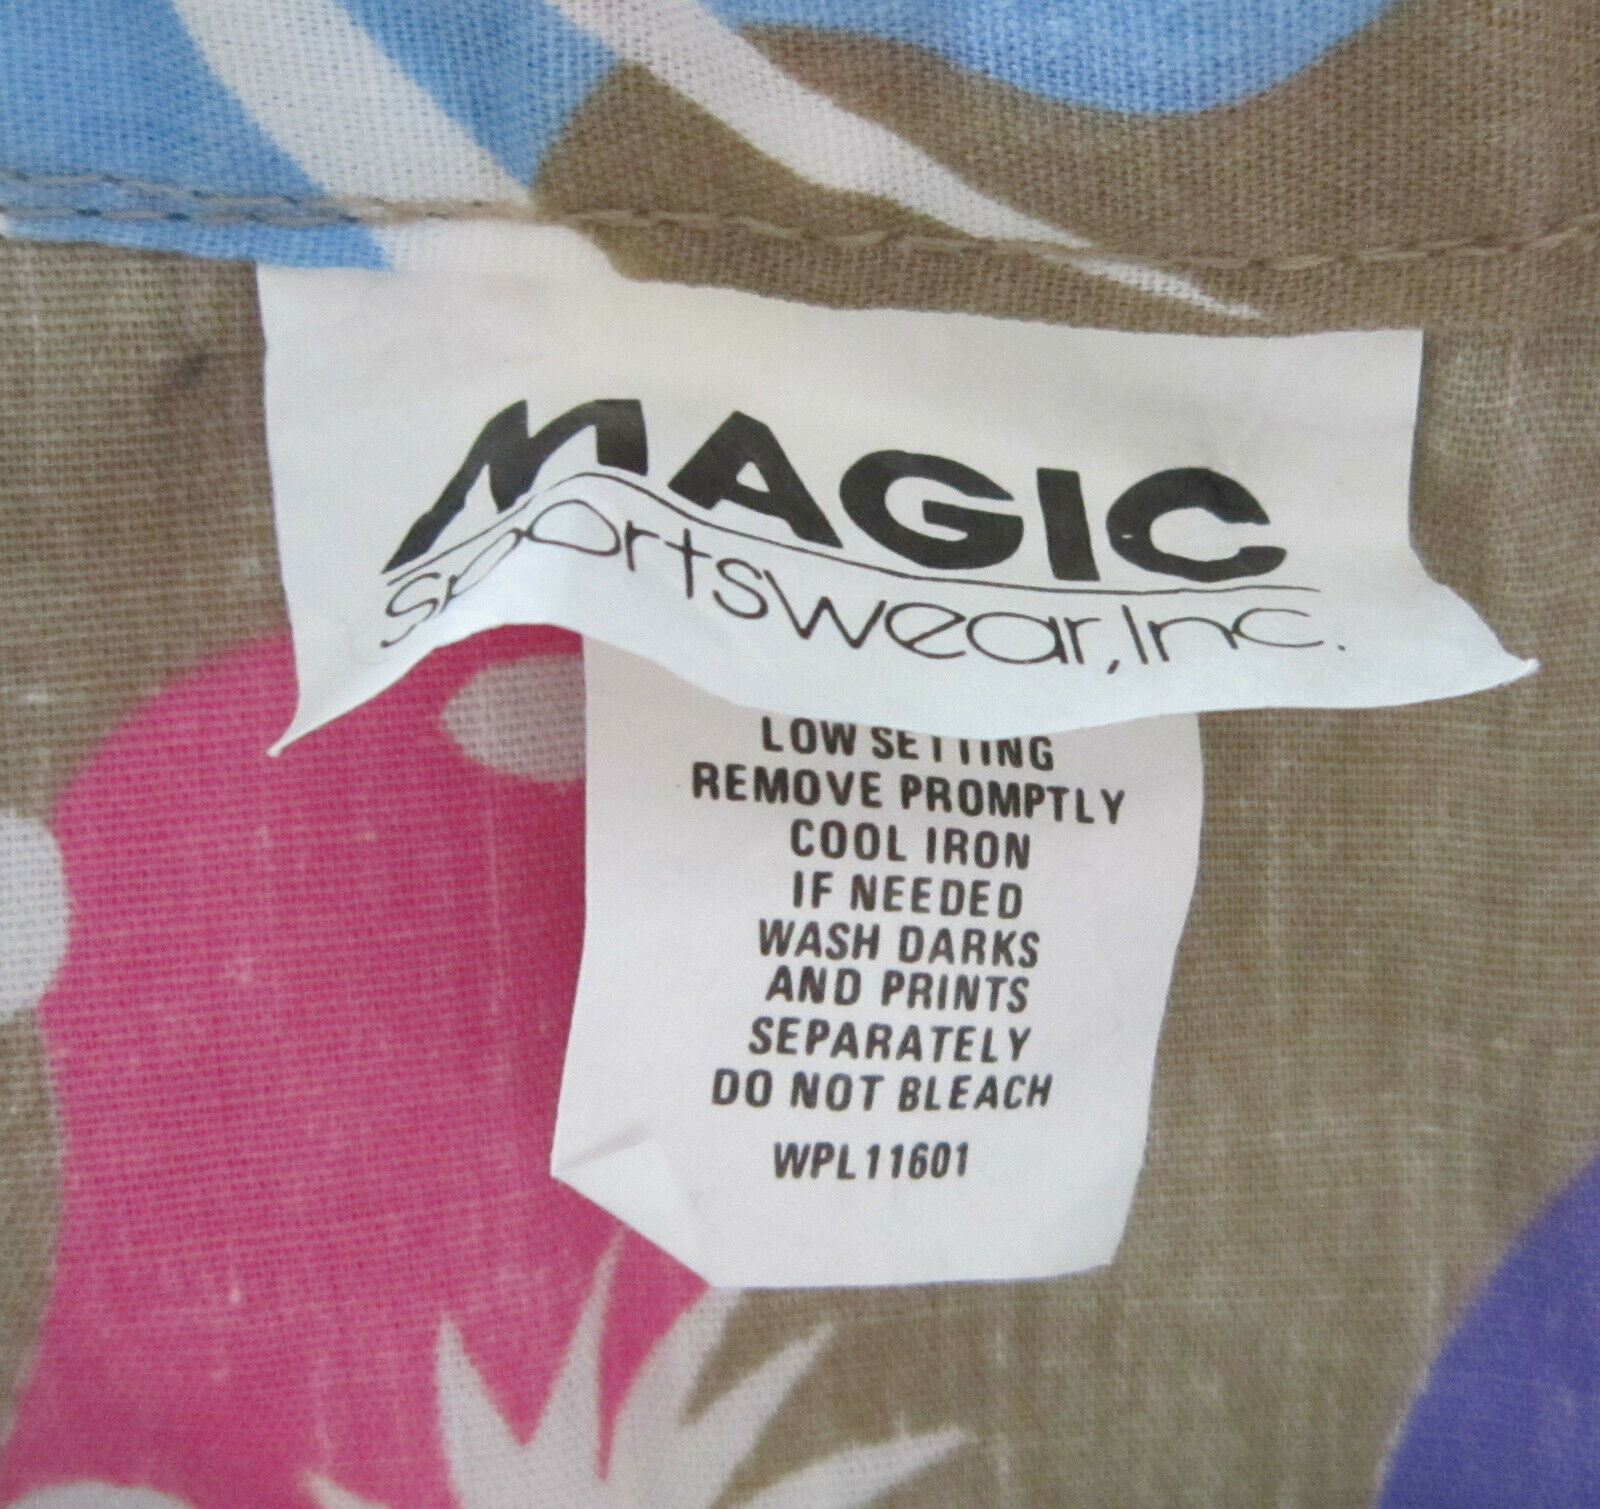 MAGIC
sportswear, Inc.
LOW SETTING
REMOVE PROMPTLY
COOL IRON
IF NEEDED
WASH DARKS
AND PRINTS
SEPARATELY
DO NOT BLEACH
WPL11601